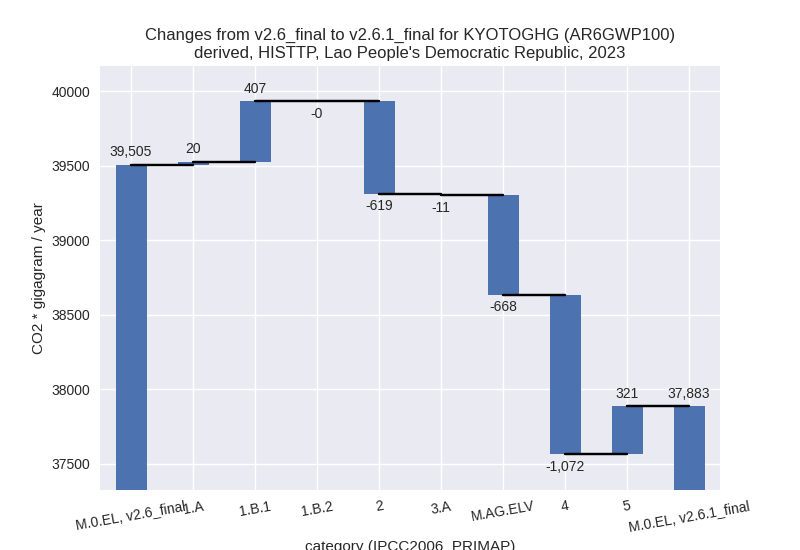 Changes from v2.6_final to v2.6.1_final for KYOTOGHG (AR6GWP100)
derived, HISTTP, Lao People's Democratic Republic, 2023
CO2 * gigagram / year
40000
39500
39000
38500
38000
37500
39,505
20
407
-0
-619
-11
-668
-1,072
321
37,883
M.0.EL, v2.6_final
1.A
1.B.1
1.B.2
2
3.A
M.AG.ELV
4
5
M.0.EL, v2.6.1_final
category (IPCC2006_PRIMAP)